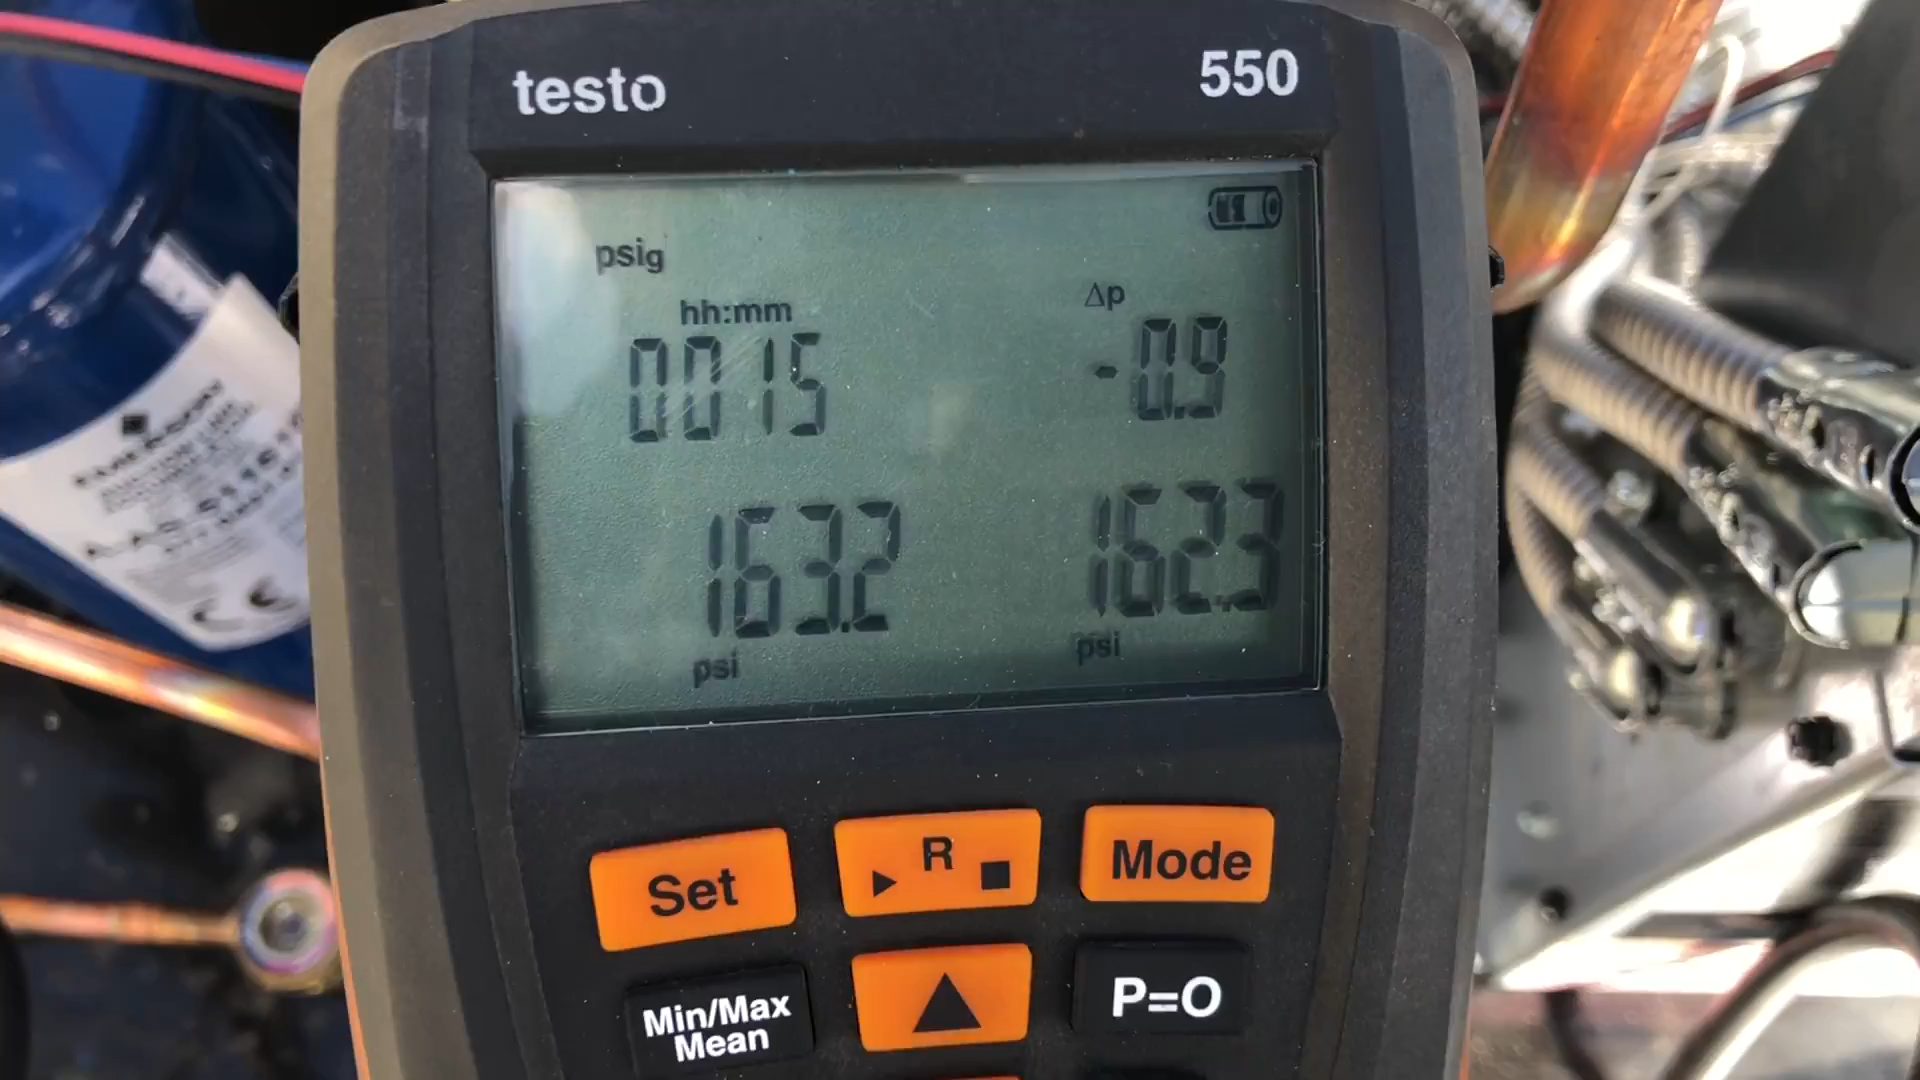 testo
550
psig
hh:mm
Δp
0015
-0.9
163.2
162.3
psi
psi
Set
R
Mode
Min/Max
Mean
P=O
EMERSON